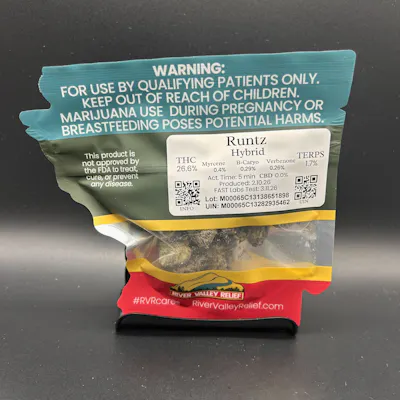 WARNING:
FOR USE BY QUALIFYING PATIENTS ONLY.
KEEP OUT OF REACH OF CHILDREN.
MARIJUANA USE DURING PREGNANCY OR
BREASTFEEDING POSES POTENTIAL HARMS.
This product is
not approved by
the FDA to treat,
cure, or prevent
any disease.
Runtz
Hybrid
THC
26.6%
Myrcene
0.4%
B-Caryo
0.29%
Verbenone
0.26%
TERPS
1.7%
Act. Time: 5 min CBD 0.0%
Produced: 2.10.26
FAST Labs Test: 3.11.26
INFO
Lot: M00065C13138651898
UIN: M00065C13282935462
RIVER VALLEY RELIEF
#RVRcare
RiverValleyRelief.com